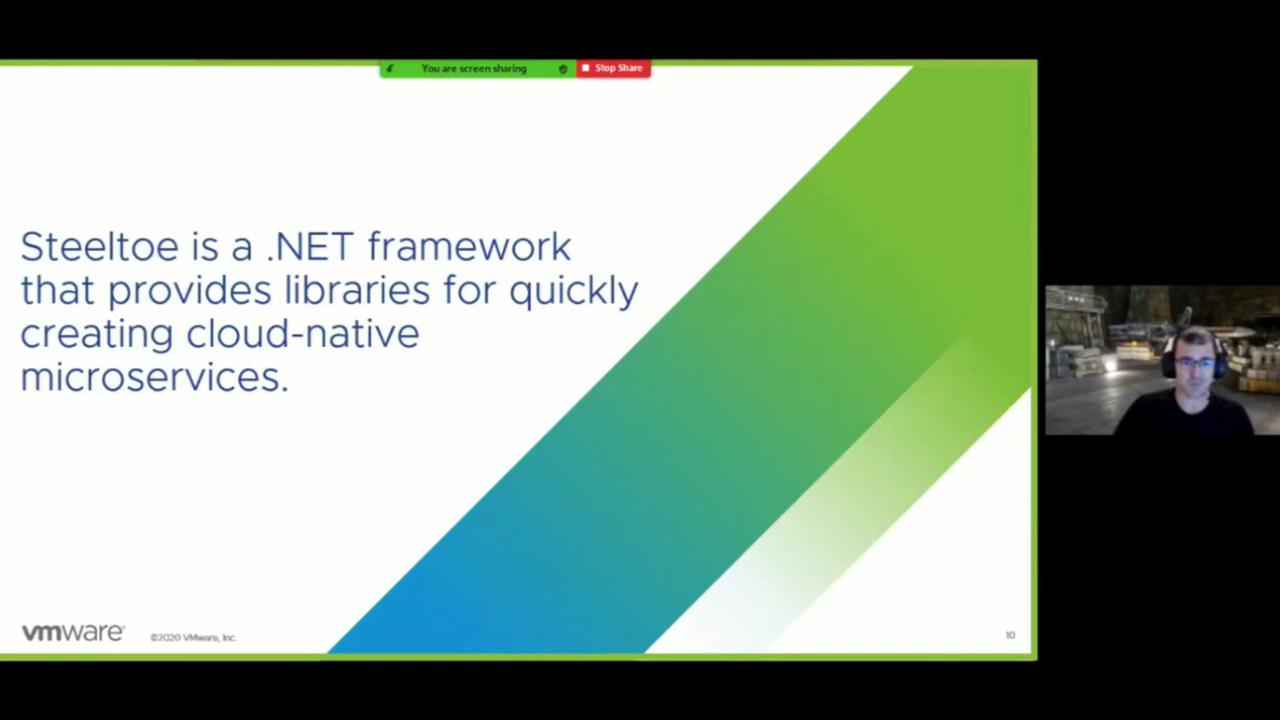 You are screen sharing
Stop Share
Steeltoe is a .NET framework
that provides libraries for quickly
creating cloud-native
microservices.
vmware®
©2020 VMware, Inc.
10